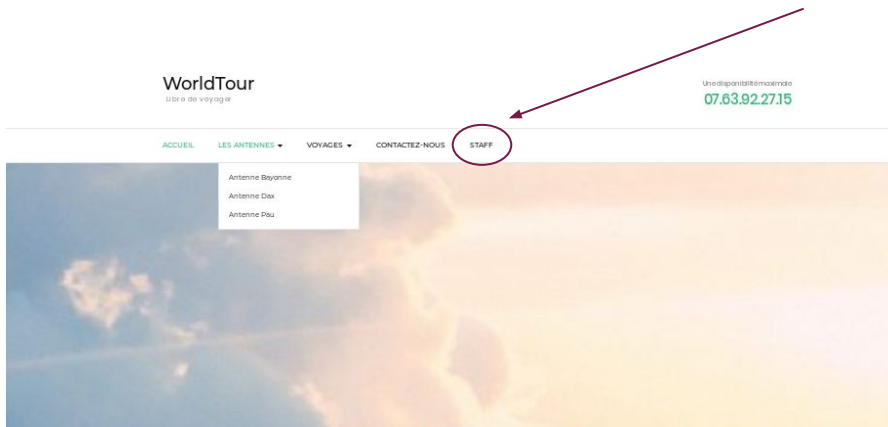 WorldTour
Libre de voyager
Une disponibilité maximale
07.63.92.27.15
ACCUEIL LES ANTENNES VOYAGES CONTACTEZ-NOUS STAFF
Antenne Bayonne
Antenne Dax
Antenne Pau